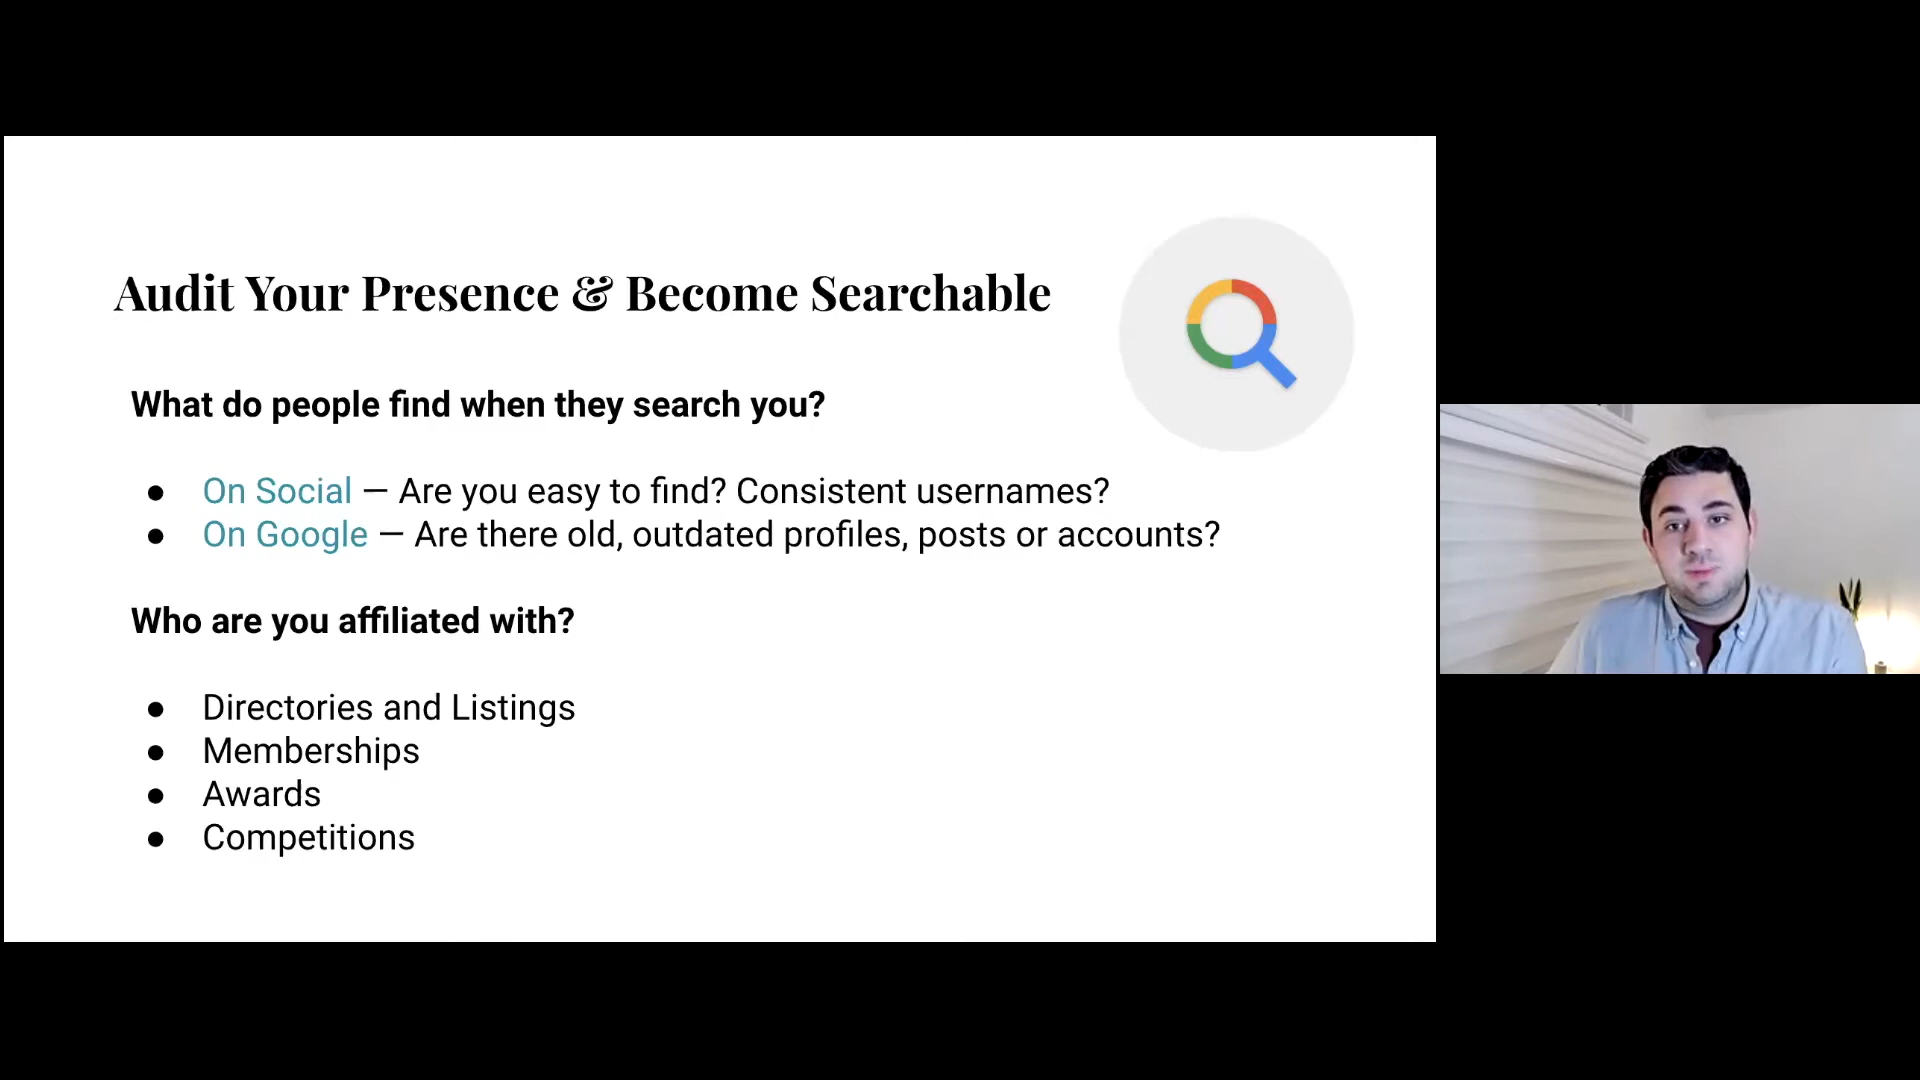 Audit Your Presence & Become Searchable
What do people find when they search you?
● On Social — Are you easy to find? Consistent usernames?
● On Google — Are there old, outdated profiles, posts or accounts?
Who are you affiliated with?
● Directories and Listings
● Memberships
● Awards
● Competitions